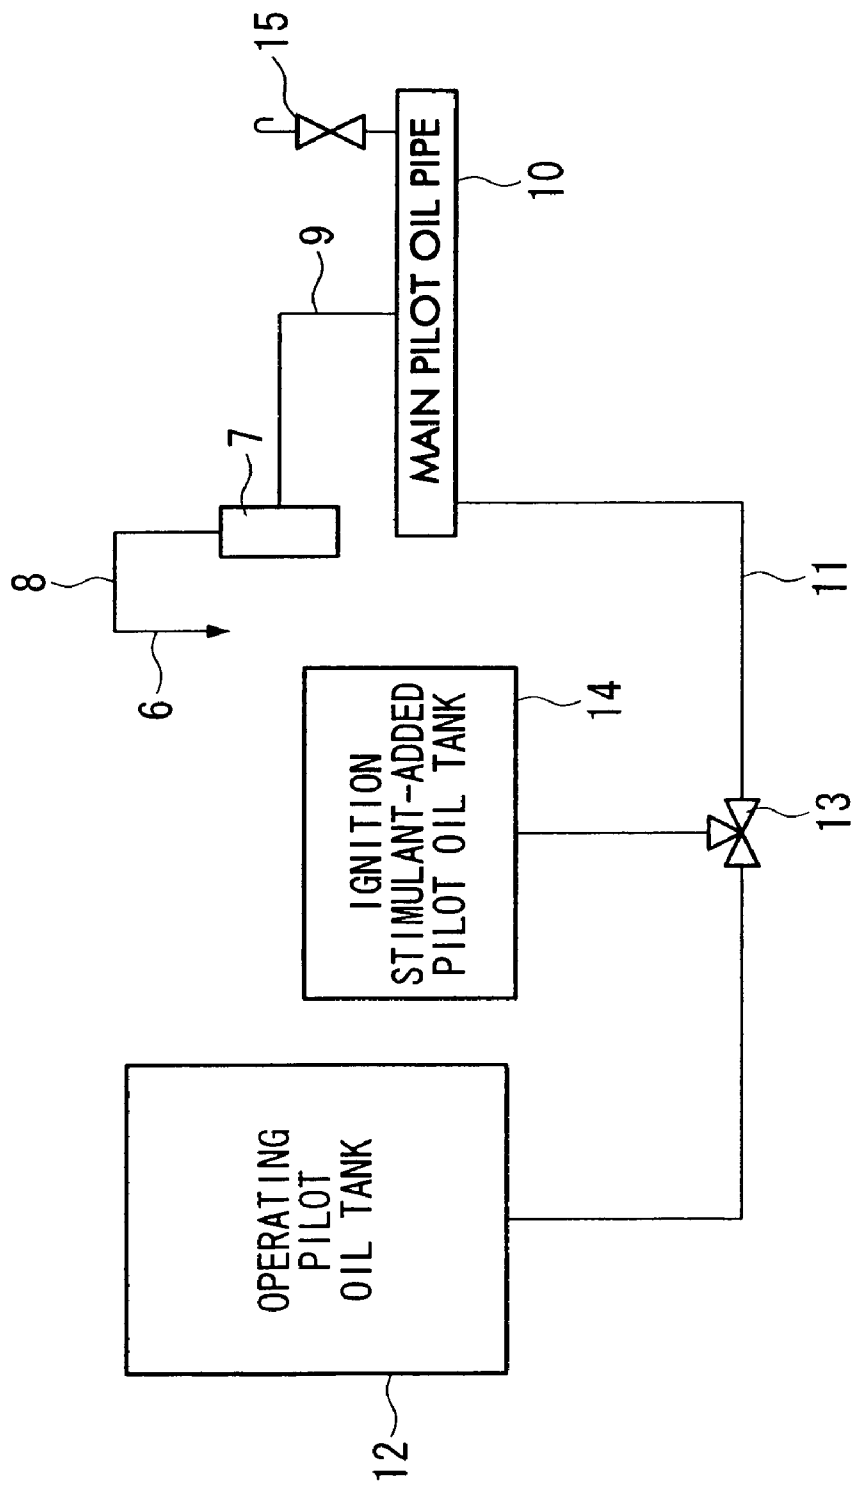 OPERATING
PILOT
OIL TANK
12
IGNITION
STIMULANT-ADDED
PILOT OIL TANK
14
13
11
6
8
7
9
MAIN PILOT OIL PIPE
10
15